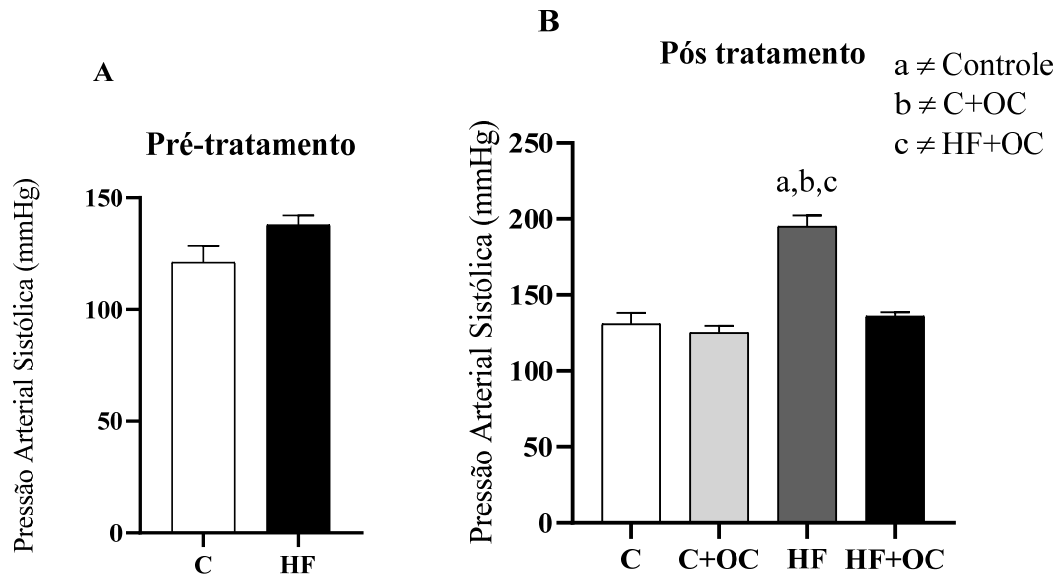 A
Pré-tratamento
Pressão Arterial Sistólica (mmHg)
150
100
50
0
C
HF
B
Pós tratamento
a ≠ Controle
b ≠ C+OC
c ≠ HF+OC
Pressão Arterial Sistólica (mmHg)
250
200
150
100
50
0
a,b,c
C
C+OC
HF
HF+OC